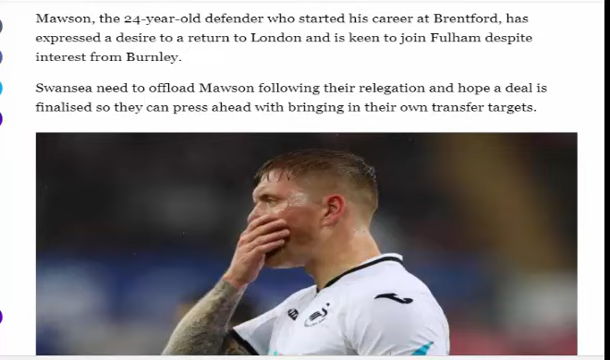 Mawson, the 24-year-old defender who started his career at Brentford, has
expressed a desire to a return to London and is keen to join Fulham despite
interest from Burnley.
Swansea need to offload Mawson following their relegation and hope a deal is
finalised so they can press ahead with bringing in their own transfer targets.